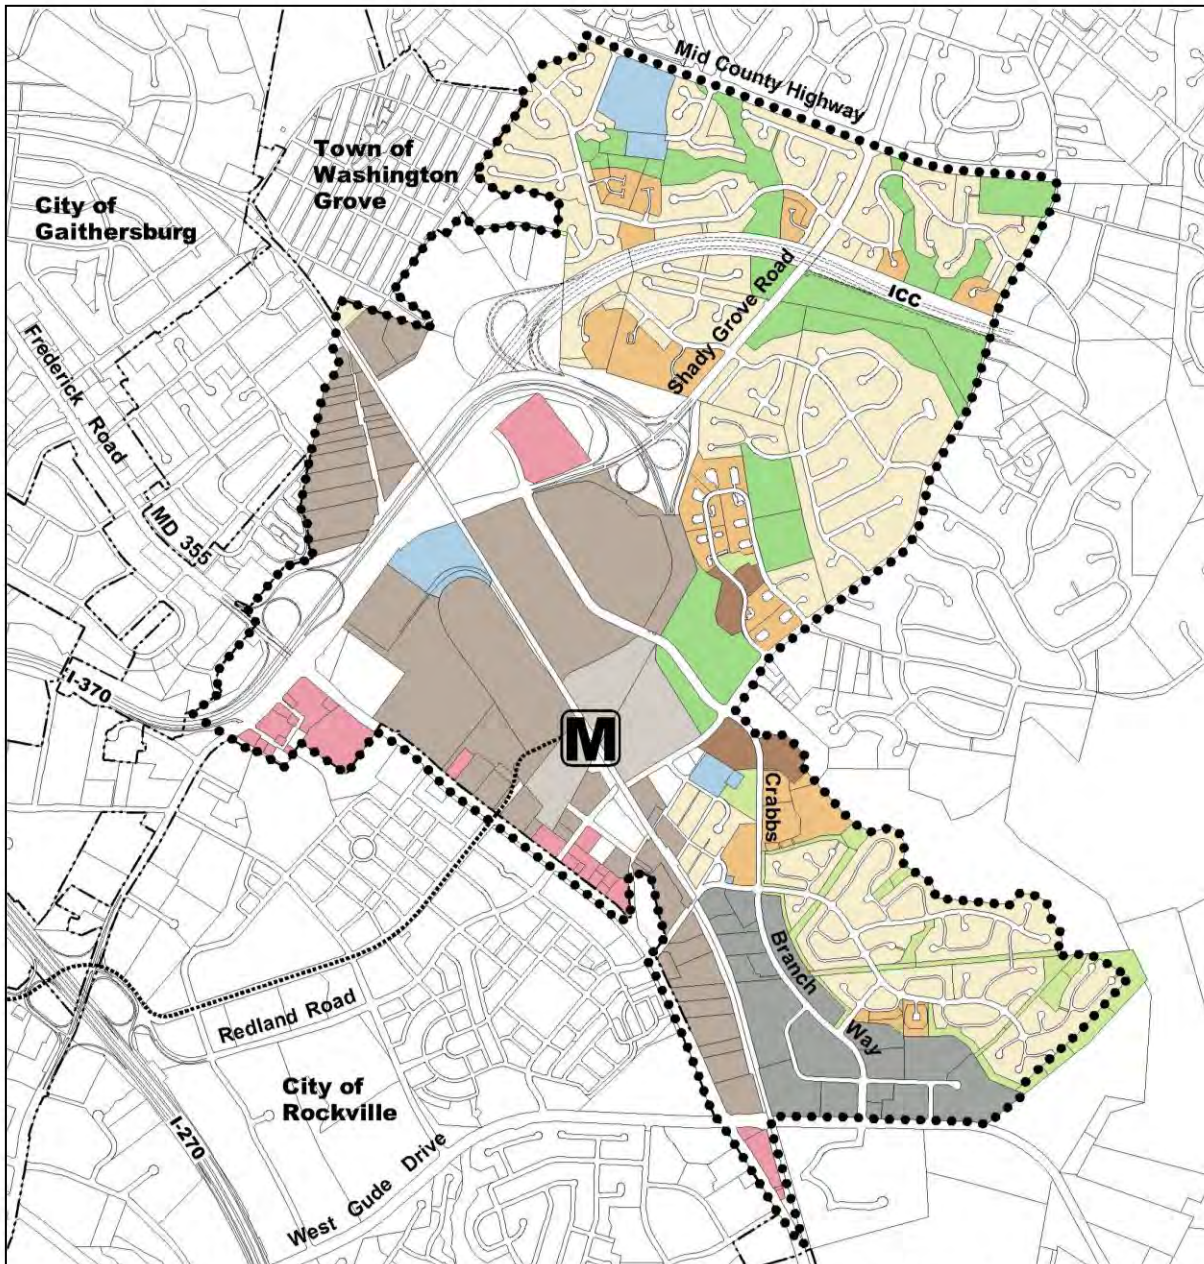 Mid County Highway
Town of
Washington
Grove
City of
Gaithersburg
ICC
Shady Grove Road
Frederick Road
MD 355
I-370
M
Crabbs
Branch
Way
Redland Road
City of
Rockville
I-270
West Gude Drive